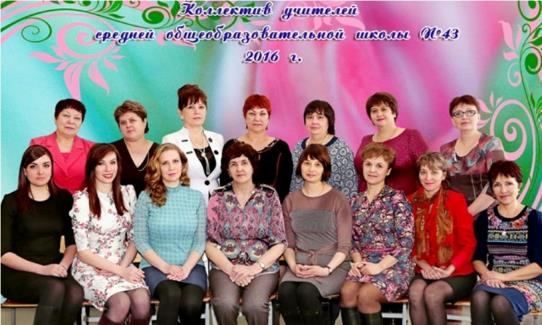 Коллектив учителей
средней общеобразовательной школы №43
2016 г.